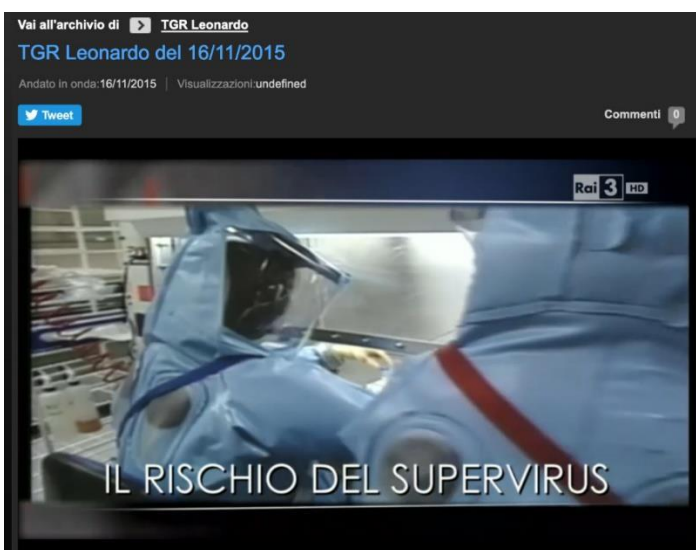 Vai all'archivio di > TGR Leonardo
TGR Leonardo del 16/11/2015
Andato in onda:16/11/2015 | Visualizzazioni:undefined
Tweet
Commenti 0
Rai 3 HD
IL RISCHIO DEL SUPERVIRUS